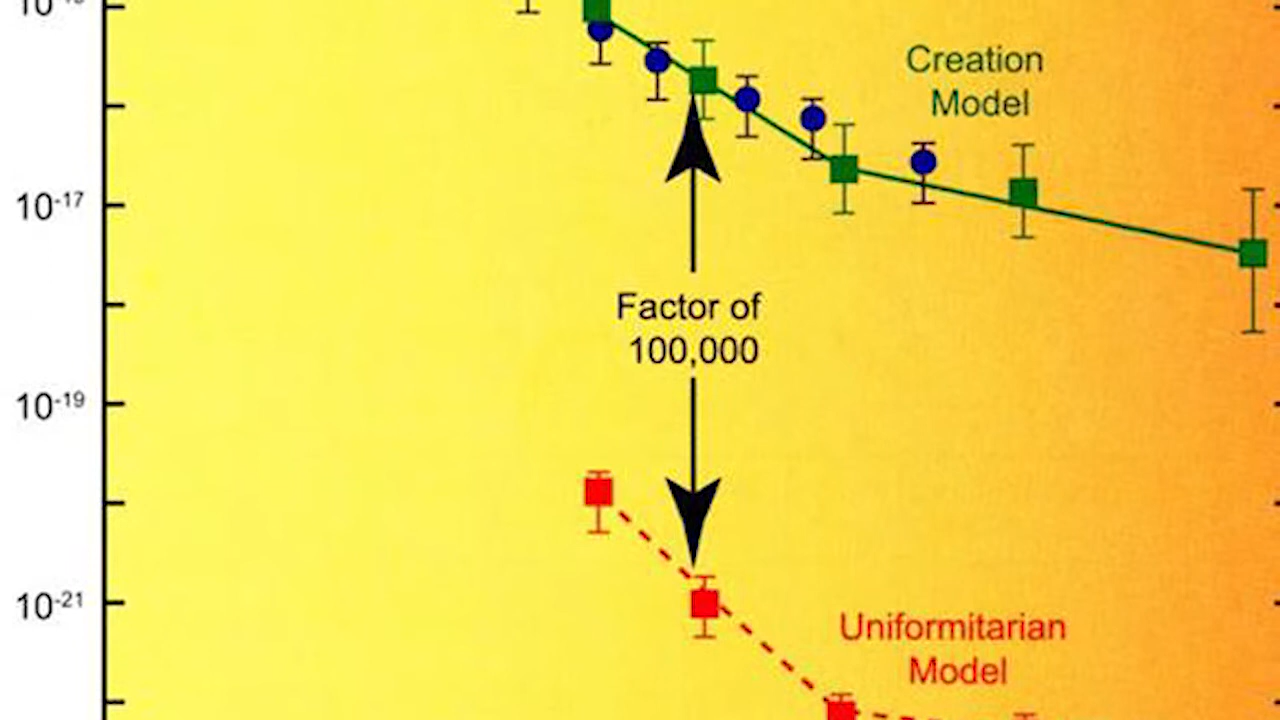 Creation
Model
10-17
Factor of
100,000
10-19
10-21
Uniformitarian
Model